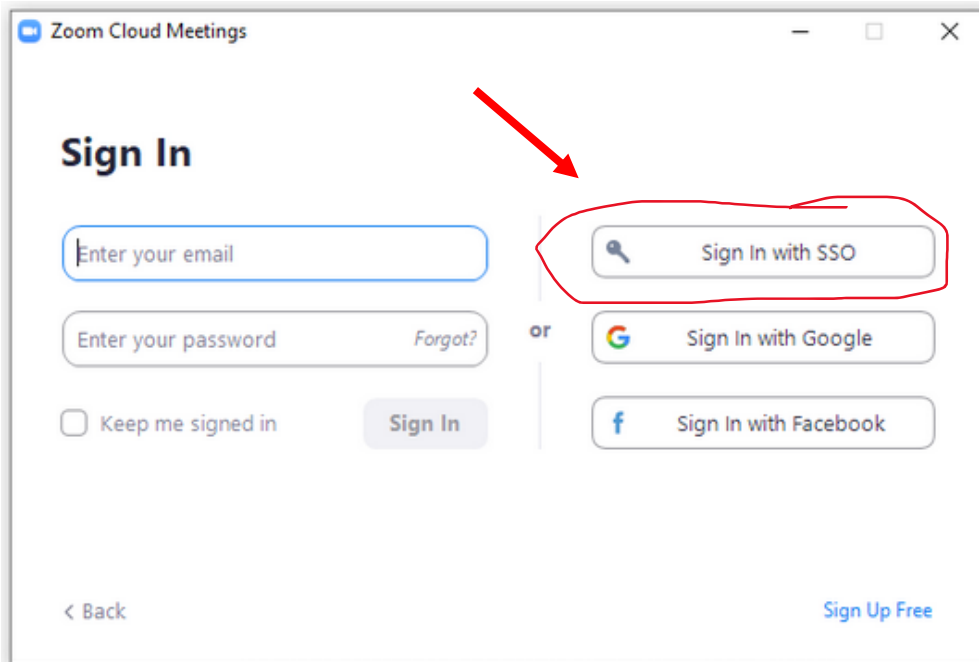 Zoom Cloud Meetings
Sign In
Enter your email
Enter your password
Forgot?
Keep me signed in
Sign In
or
Sign In with SSO
Sign In with Google
Sign In with Facebook
< Back
Sign Up Free